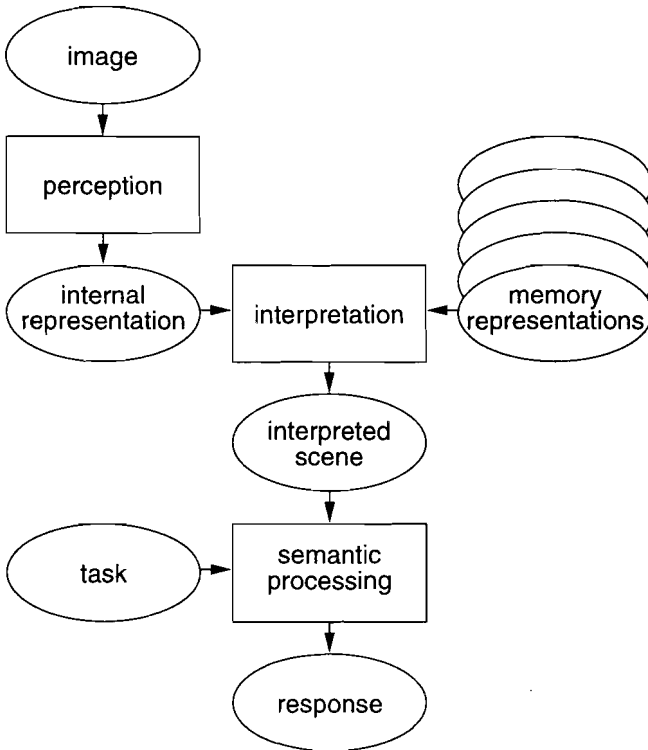 image
perception
internal
representation
interpretation
memory
representations
interpreted
scene
task
semantic
processing
response